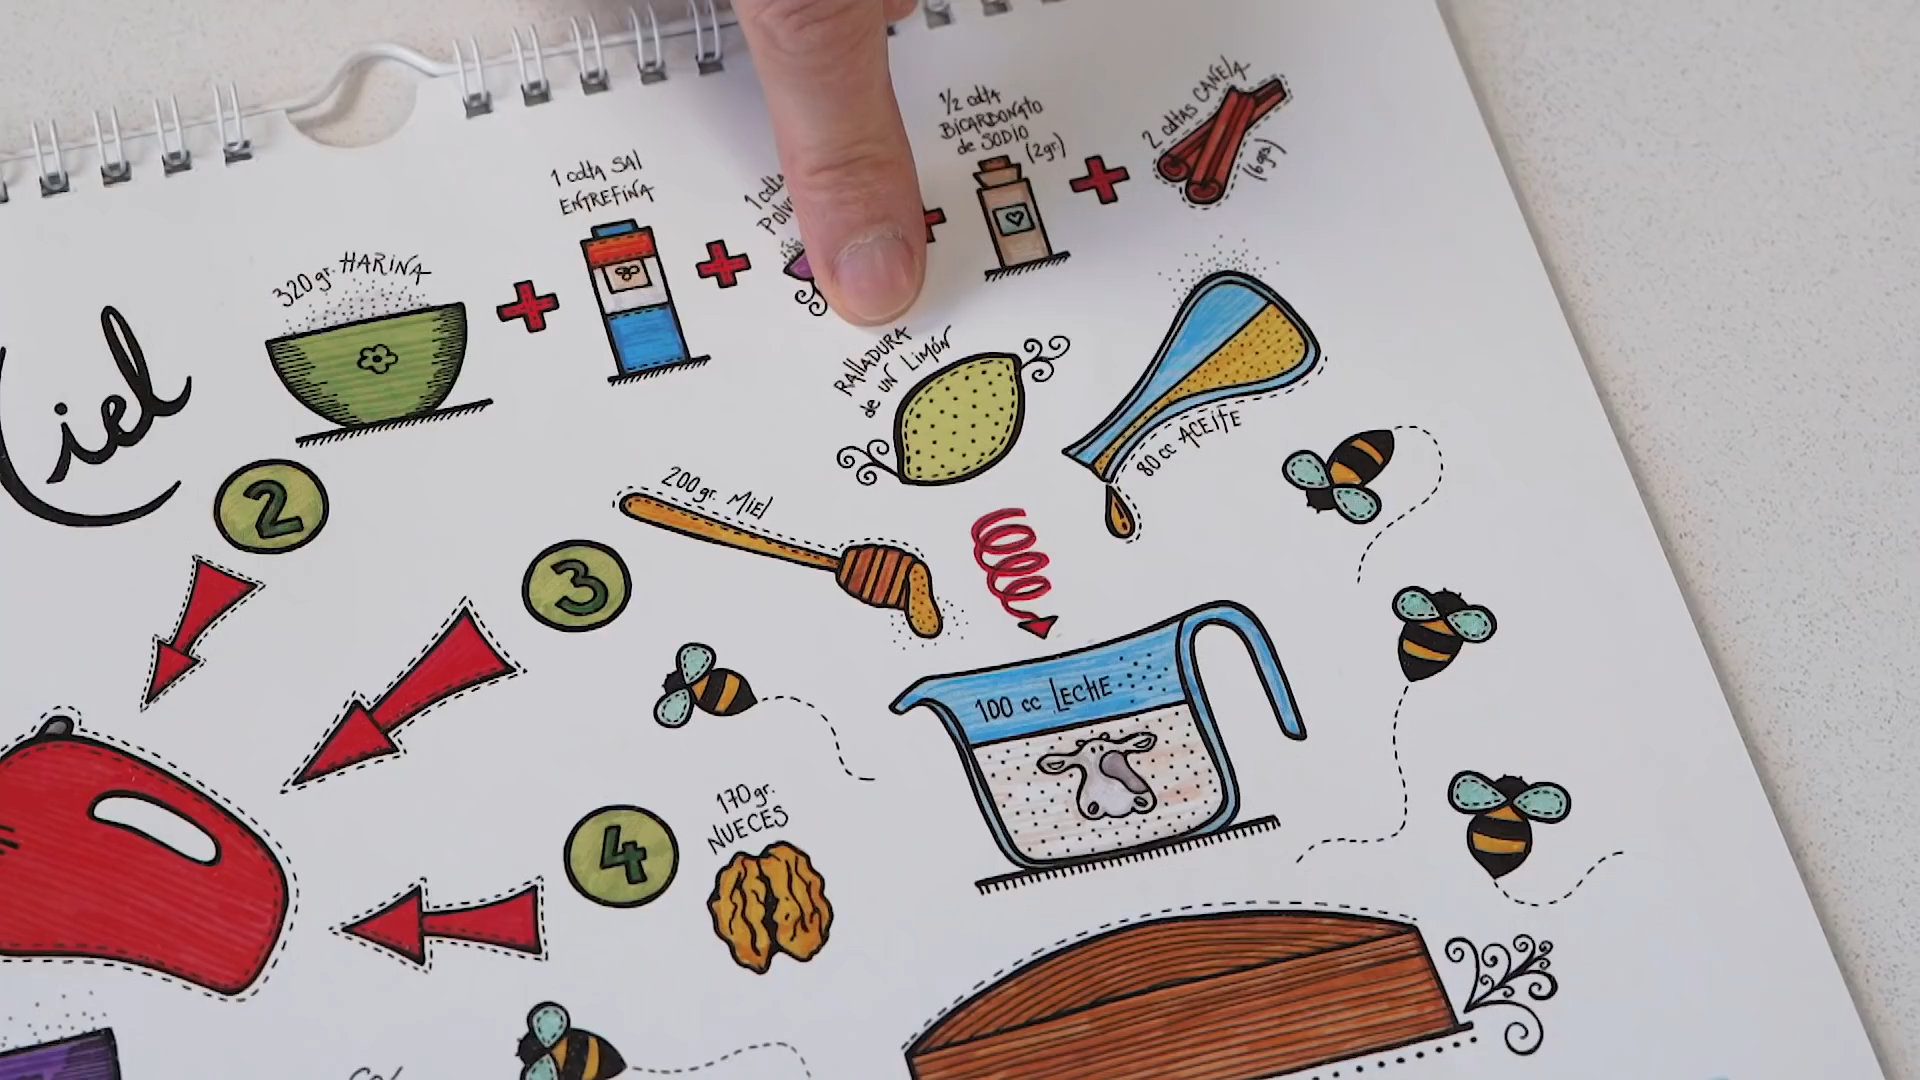 1/2 cdta
BICARBONATO
de SODIO
(2gr.)
2 cdtas CANELA
(6grs)
1 cdta SAl
ENTREFINA
1 cdta
320 gr. HARINA
RAllADURA
de UN Limón
80 cc ACEITE
200gr. Miel
2
3
100 cc LECHE
170 gr.
NUECES
4